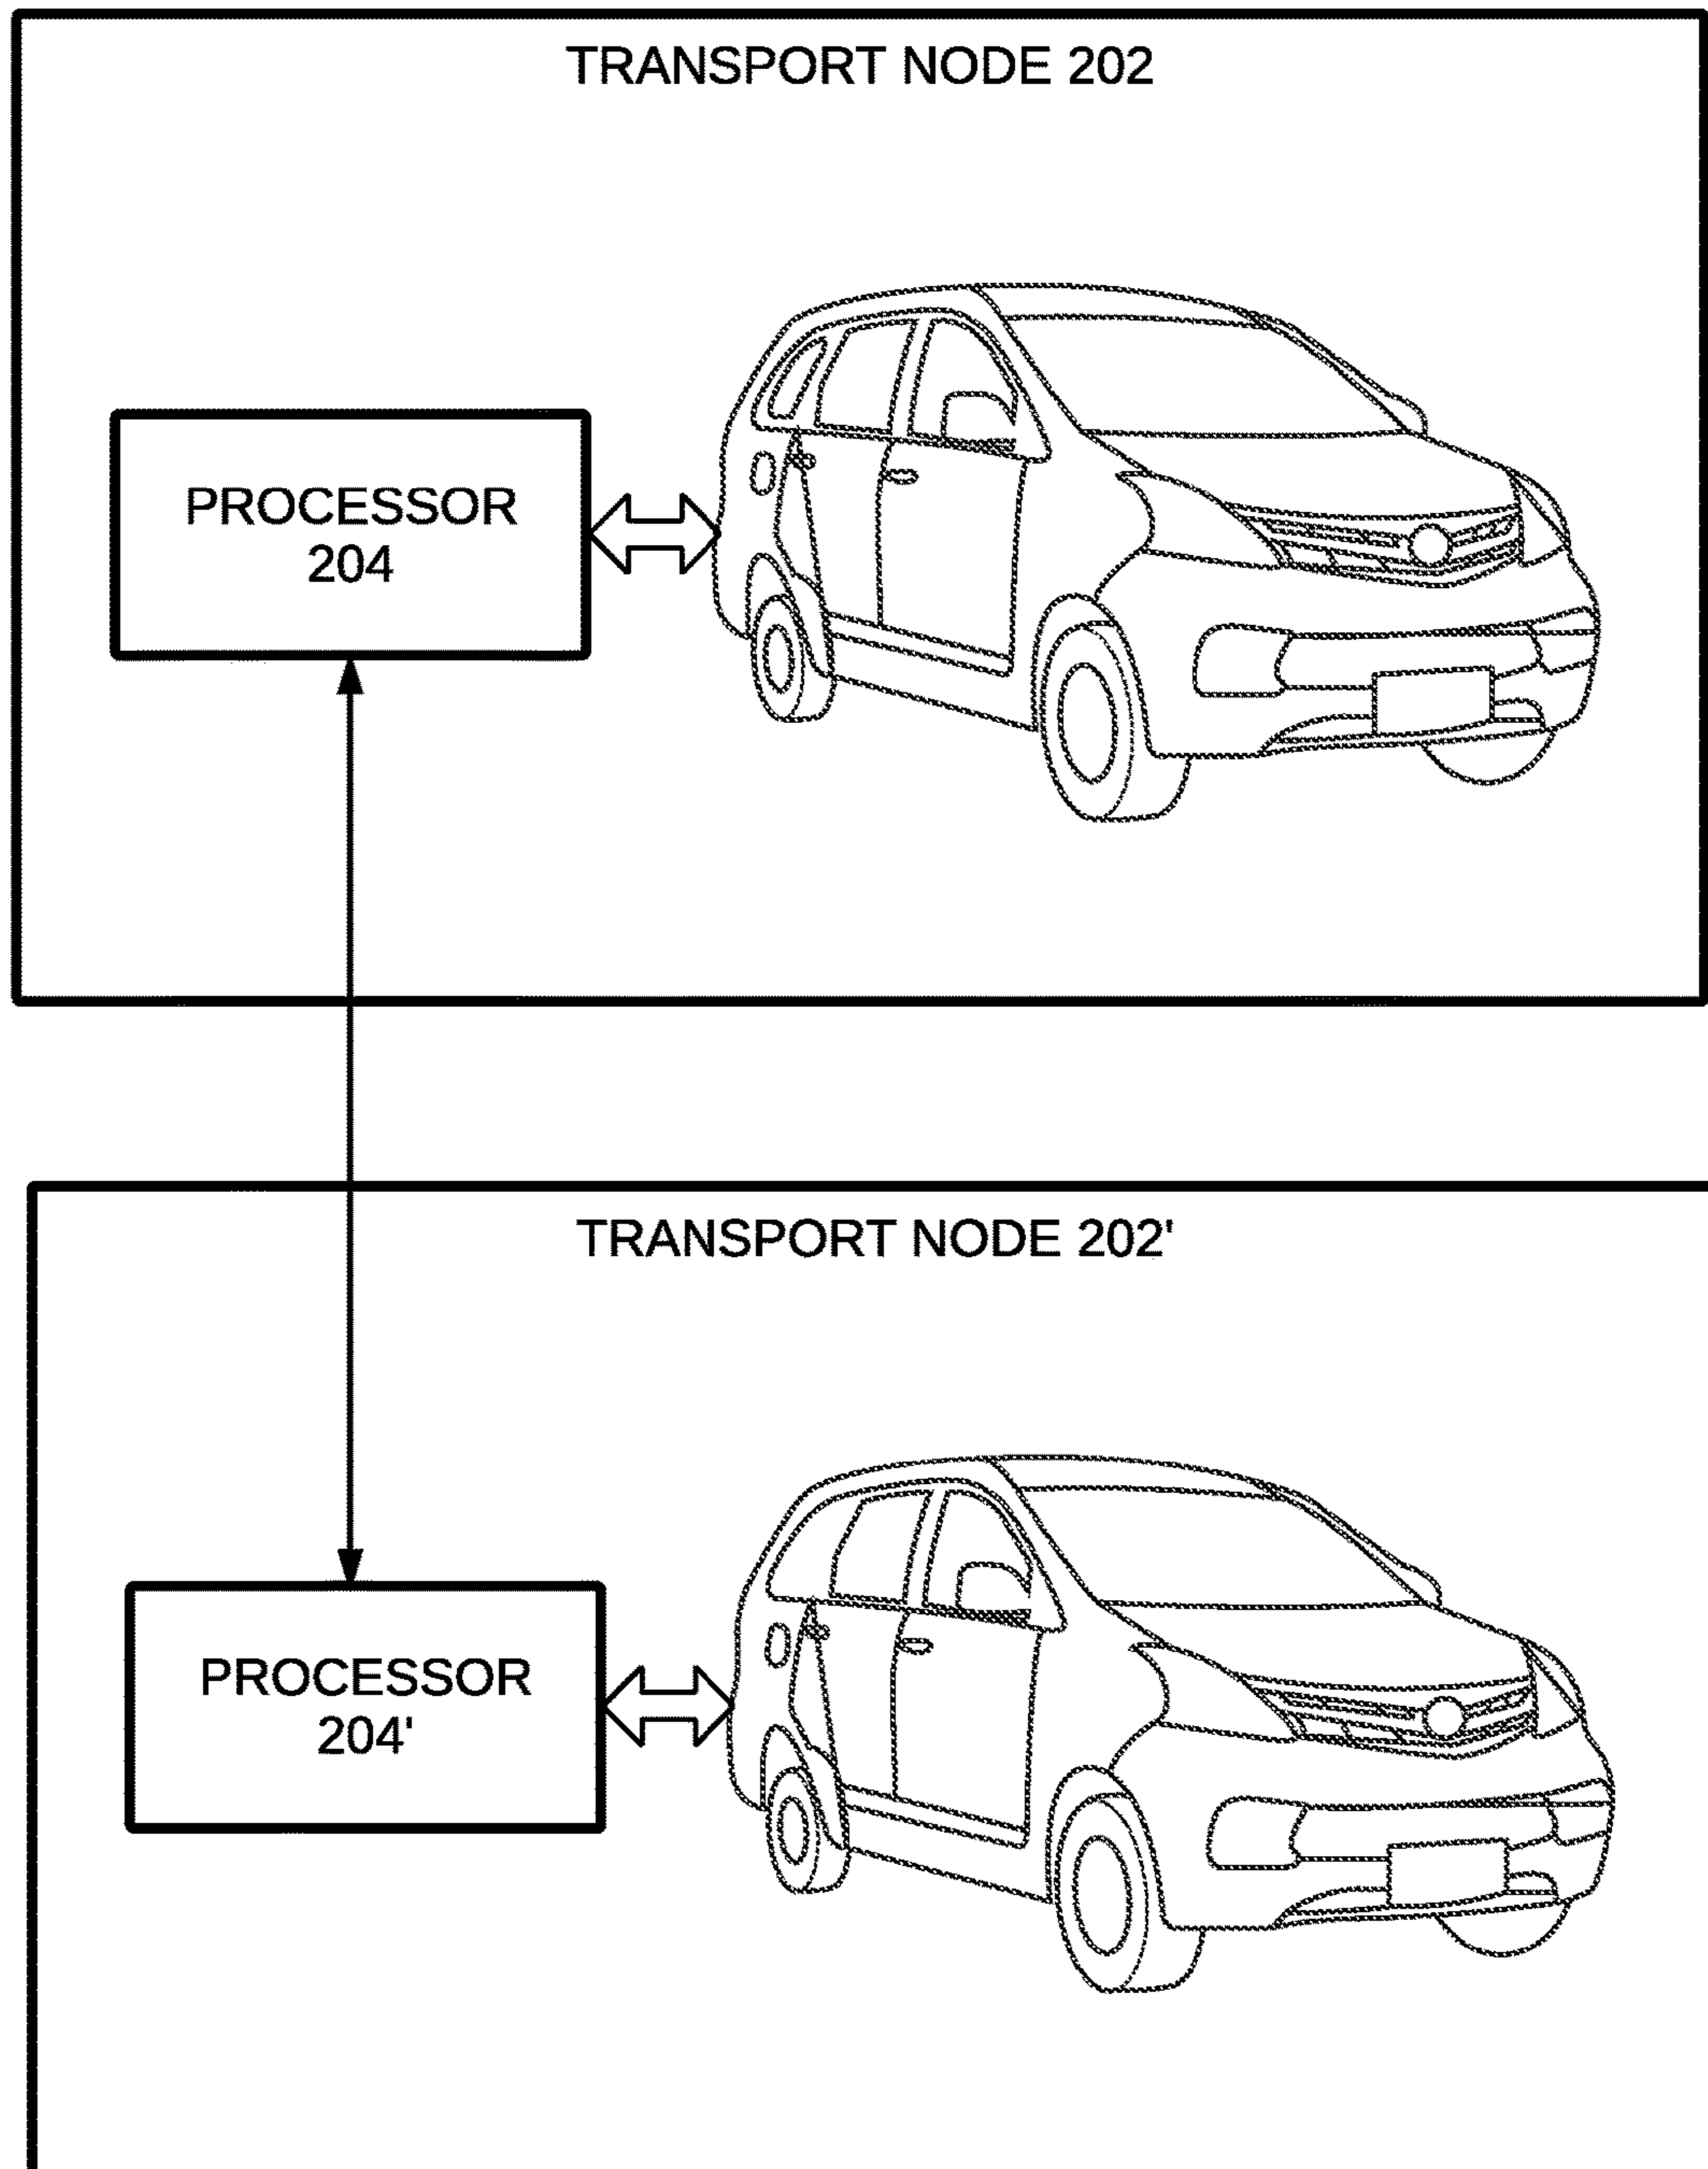 TRANSPORT NODE 202
PROCESSOR
204
TRANSPORT NODE 202'
PROCESSOR
204'